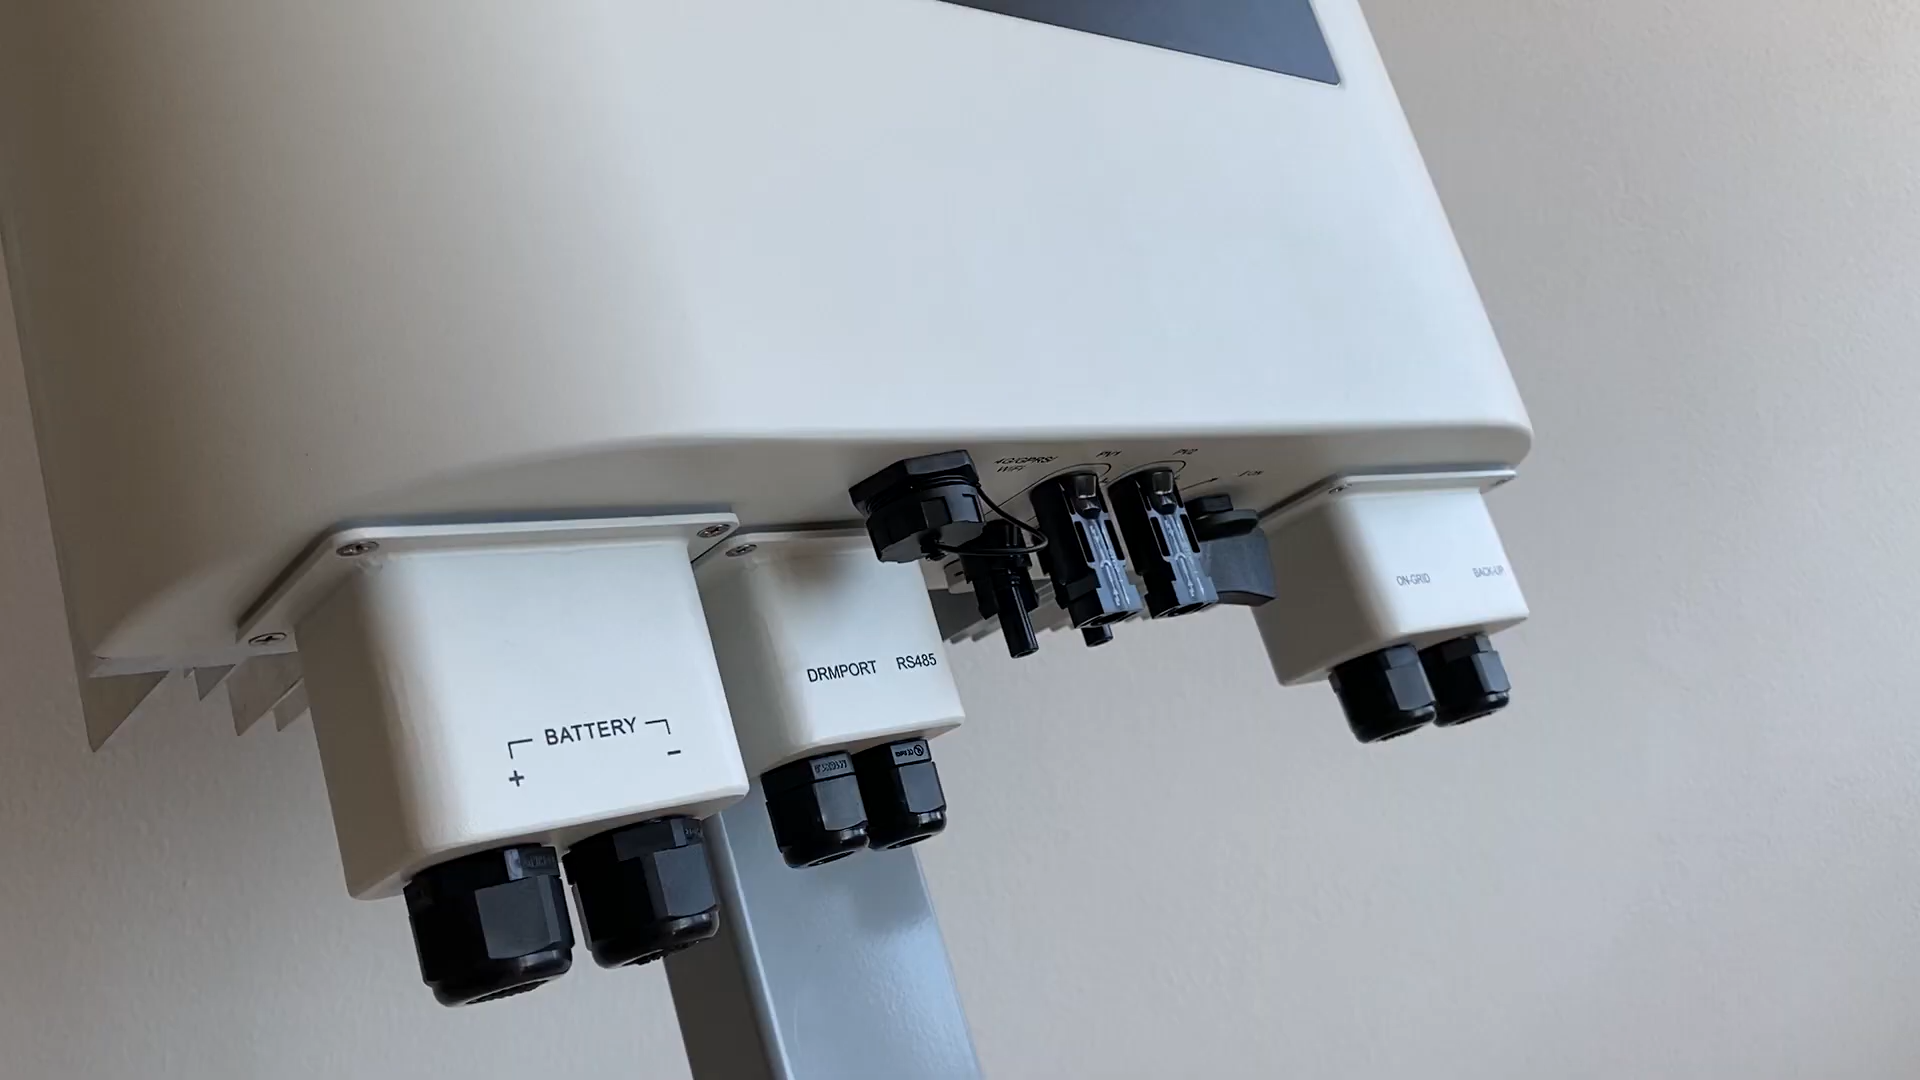 4G/GPRS/
WIFI
PV1
PV2
ON-GRID
BACK-UP
DRMPORT
RS485
BATTERY
+
-